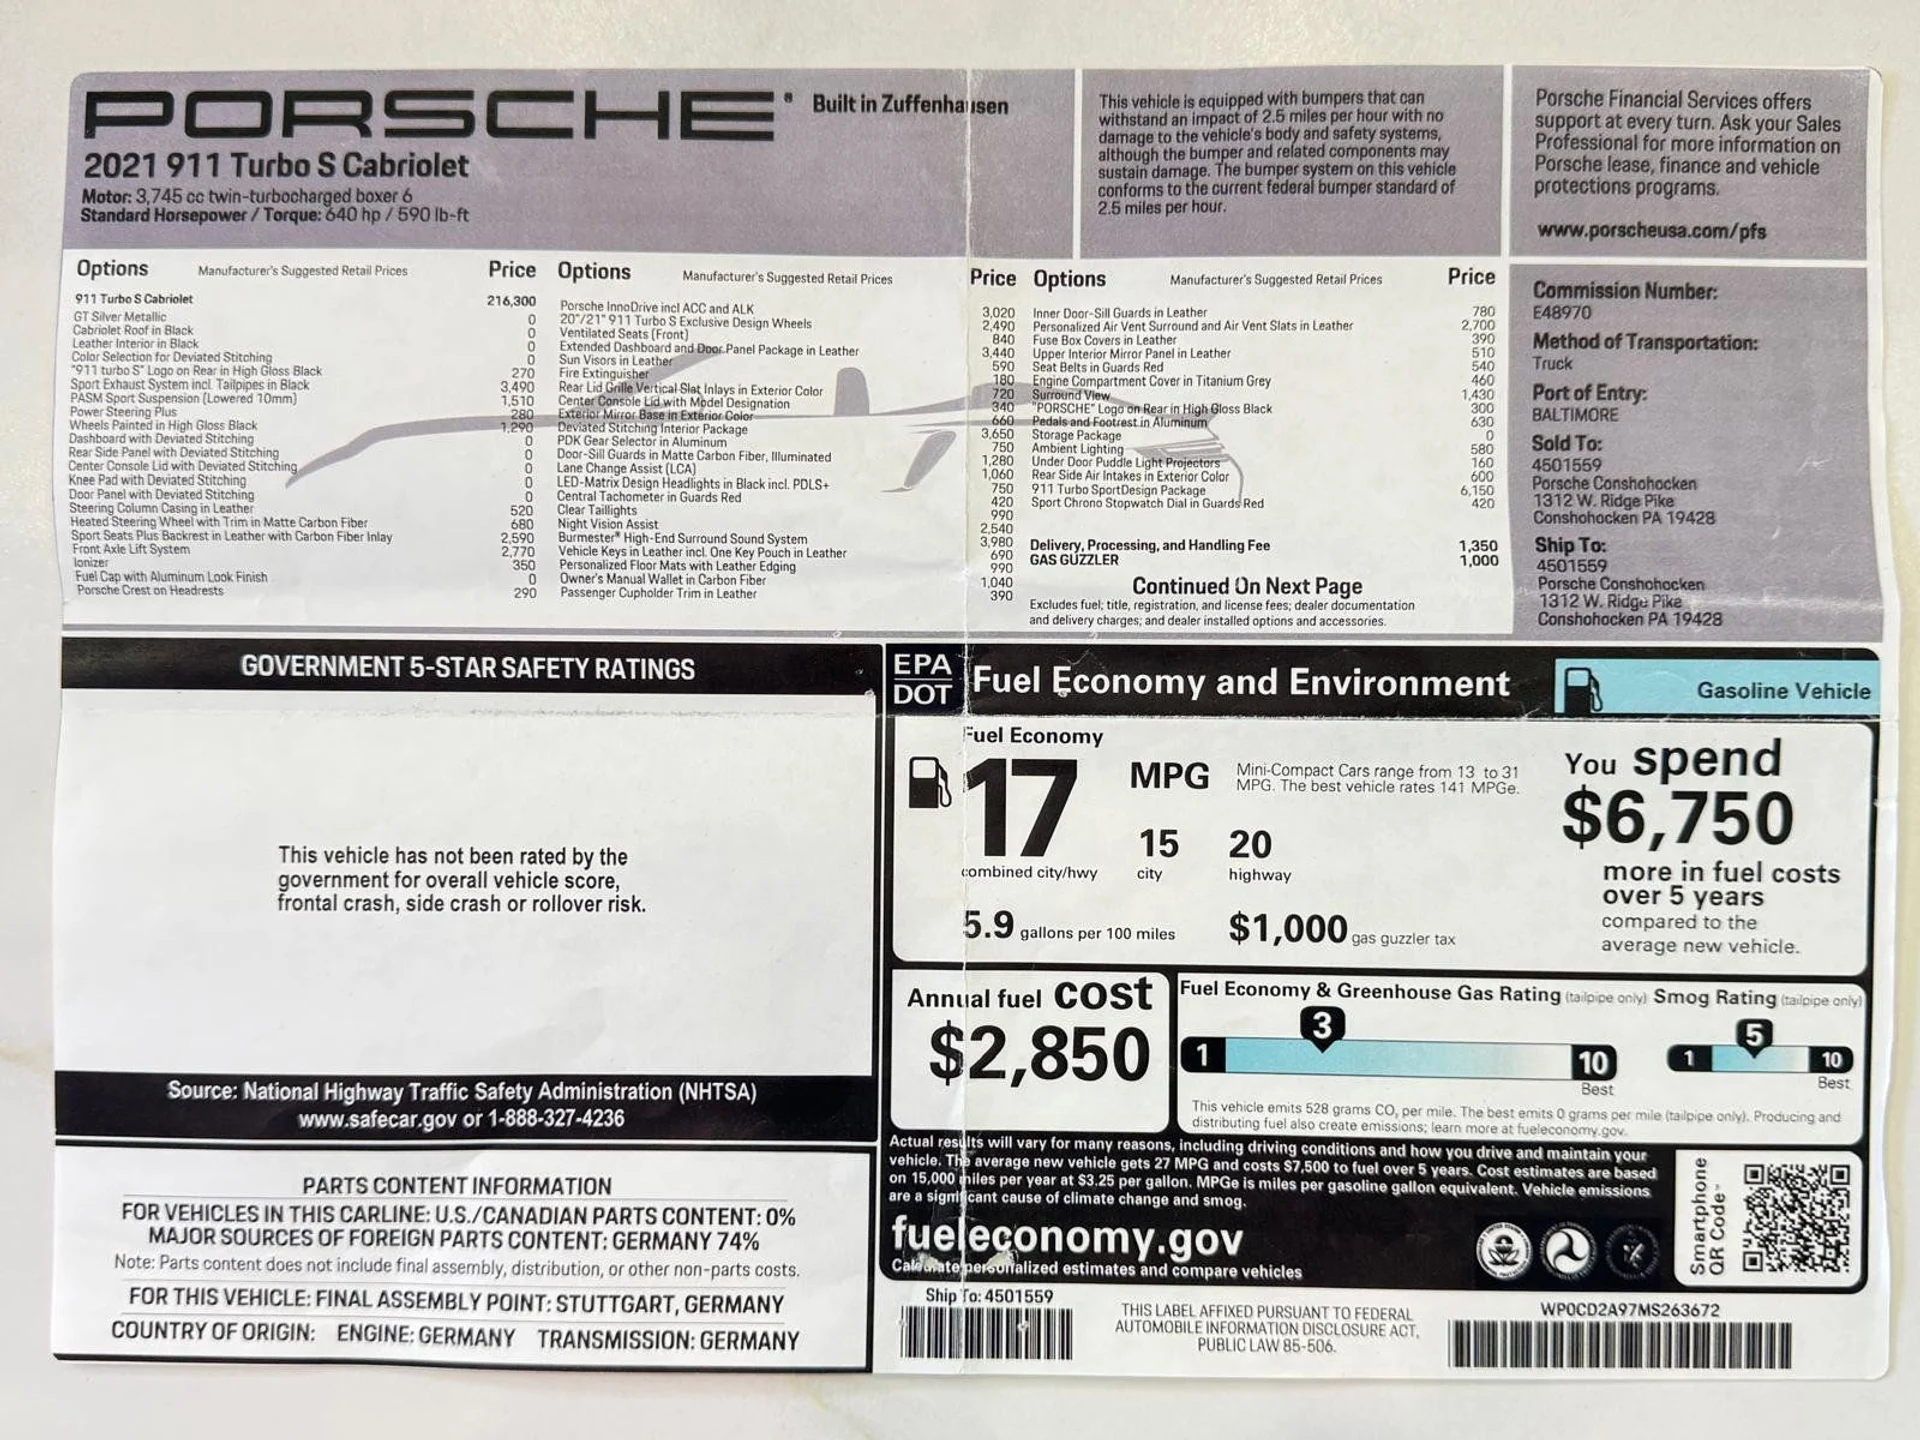 PORSCHE® Built in Zuffenhausen
2021 911 Turbo S Cabriolet
Motor: 3,745 cc twin-turbocharged boxer 6
Standard Horsepower / Torque: 640 hp / 590 lb-ft
This vehicle is equipped with bumpers that can
withstand an impact of 2.5 miles per hour with no
damage to the vehicle's body and safety systems,
although the bumper and related components may
sustain damage. The bumper system on this vehicle
conforms to the current federal bumper standard of
2.5 miles per hour.
Porsche Financial Services offers
support at every turn. Ask your Sales
Professional for more information on
Porsche lease, finance and vehicle
protections programs.
www.porscheusa.com/pfs
Options Manufacturer's Suggested Retail Prices Price
911 Turbo S Cabriolet 216,300
GT Silver Metallic 0
Cabriolet Roof in Black 0
Leather Interior in Black 0
Color Selection for Deviated Stitching 0
"911 turbo S" Logo on Rear in High Gloss Black 270
Sport Exhaust System incl. Tailpipes in Black 3,490
PASM Sport Suspension (Lowered 10mm) 1,510
Power Steering Plus 280
Wheels Painted in High Gloss Black 1,290
Dashboard with Deviated Stitching 0
Rear Side Panel with Deviated Stitching 0
Center Console Lid with Deviated Stitching 0
Knee Pad with Deviated Stitching 0
Door Panel with Deviated Stitching 0
Steering Column Casing in Leather 520
Heated Steering Wheel with Trim in Matte Carbon Fiber 680
Sport Seats Plus Backrest in Leather with Carbon Fiber Inlay 2,590
Front Axle Lift System 2,770
Ionizer 350
Fuel Cap with Aluminum Look Finish 0
Porsche Crest on Headrests 290
Options Manufacturer's Suggested Retail Prices Price
Porsche InnoDrive incl ACC and ALK 3,020
20"/21" 911 Turbo S Exclusive Design Wheels 2,490
Ventilated Seats (Front) 840
Extended Dashboard and Door Panel Package in Leather 3,440
Sun Visors in Leather 590
Fire Extinguisher 180
Rear Lid Grille Vertical Slat Inlays in Exterior Color 720
Center Console Lid with Model Designation 340
Exterior Mirror Base in Exterior Color 660
Deviated Stitching Interior Package 3,650
PDK Gear Selector in Aluminum 750
Door-Sill Guards in Matte Carbon Fiber, Illuminated 1,280
Lane Change Assist (LCA) 1,060
LED-Matrix Design Headlights in Black incl. PDLS+ 750
Central Tachometer in Guards Red 420
Clear Taillights 990
Night Vision Assist 2,540
Burmester® High-End Surround Sound System 3,980
Vehicle Keys in Leather incl. One Key Pouch in Leather 690
Personalized Floor Mats with Leather Edging 990
Owner's Manual Wallet in Carbon Fiber 1,040
Passenger Cupholder Trim in Leather 390
Options Manufacturer's Suggested Retail Prices Price
Inner Door-Sill Guards in Leather 780
Personalized Air Vent Surround and Air Vent Slats in Leather 2,700
Fuse Box Covers in Leather 390
Upper Interior Mirror Panel in Leather 510
Seat Belts in Guards Red 540
Engine Compartment Cover in Titanium Grey 460
Surround View 1,430
"PORSCHE" Logo on Rear in High Gloss Black 300
Pedals and Footrest in Aluminum 630
Storage Package 0
Ambient Lighting 580
Under Door Puddle Light Projectors 160
Rear Side Air Intakes in Exterior Color 600
911 Turbo SportDesign Package 6,150
Sport Chrono Stopwatch Dial in Guards Red 420
Delivery, Processing, and Handling Fee 1,350
GAS GUZZLER 1,000
Continued On Next Page
Excludes fuel; title, registration, and license fees; dealer documentation
and delivery charges; and dealer installed options and accessories.
Commission Number:
E48970
Method of Transportation:
Truck
Port of Entry:
BALTIMORE
Sold To:
4501559
Porsche Conshohocken
1312 W. Ridge Pike
Conshohocken PA 19428
Ship To:
4501559
Porsche Conshohocken
1312 W. Ridge Pike
Conshohocken PA 19428
GOVERNMENT 5-STAR SAFETY RATINGS
This vehicle has not been rated by the
government for overall vehicle score,
frontal crash, side crash or rollover risk.
Source: National Highway Traffic Safety Administration (NHTSA)
www.safecar.gov or 1-888-327-4236
PARTS CONTENT INFORMATION
FOR VEHICLES IN THIS CARLINE: U.S./CANADIAN PARTS CONTENT: 0%
MAJOR SOURCES OF FOREIGN PARTS CONTENT: GERMANY 74%
Note: Parts content does not include final assembly, distribution, or other non-parts costs.
FOR THIS VEHICLE: FINAL ASSEMBLY POINT: STUTTGART, GERMANY
COUNTRY OF ORIGIN: ENGINE: GERMANY TRANSMISSION: GERMANY
EPA
DOT
Fuel Economy and Environment
Gasoline Vehicle
Fuel Economy
17 MPG
Mini-Compact Cars range from 13 to 31
MPG. The best vehicle rates 141 MPGe.
15 20
combined city/hwy city highway
5.9 gallons per 100 miles
$1,000 gas guzzler tax
You spend
$6,750
more in fuel costs
over 5 years
compared to the
average new vehicle.
Annual fuel cost
$2,850
Fuel Economy & Greenhouse Gas Rating (tailpipe only) Smog Rating (tailpipe only)
3
1 10
Best
5
1 10
Best
This vehicle emits 528 grams CO2 per mile. The best emits 0 grams per mile (tailpipe only). Producing and
distributing fuel also create emissions; learn more at fueleconomy.gov.
Actual results will vary for many reasons, including driving conditions and how you drive and maintain your
vehicle. The average new vehicle gets 27 MPG and costs $7,500 to fuel over 5 years. Cost estimates are based
on 15,000 miles per year at $3.25 per gallon. MPGe is miles per gasoline gallon equivalent. Vehicle emissions
are a significant cause of climate change and smog.
fueleconomy.gov
Calculate personalized estimates and compare vehicles
Smartphone
QR Code™
Ship To: 4501559
THIS LABEL AFFIXED PURSUANT TO FEDERAL
AUTOMOBILE INFORMATION DISCLOSURE ACT,
PUBLIC LAW 85-506.
WP0CD2A97MS263672